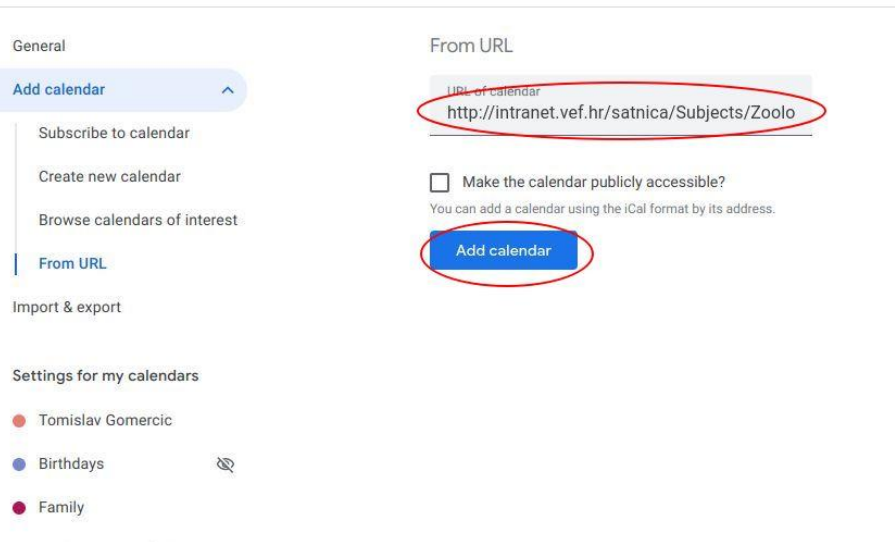 General
Add calendar
Subscribe to calendar
Create new calendar
Browse calendars of interest
From URL
Import & export
Settings for my calendars
Tomislav Gomercic
Birthdays
Family
From URL
URL of calendar
http://intranet.vef.hr/satnica/Subjects/Zoolo
Make the calendar publicly accessible?
You can add a calendar using the iCal format by its address.
Add calendar